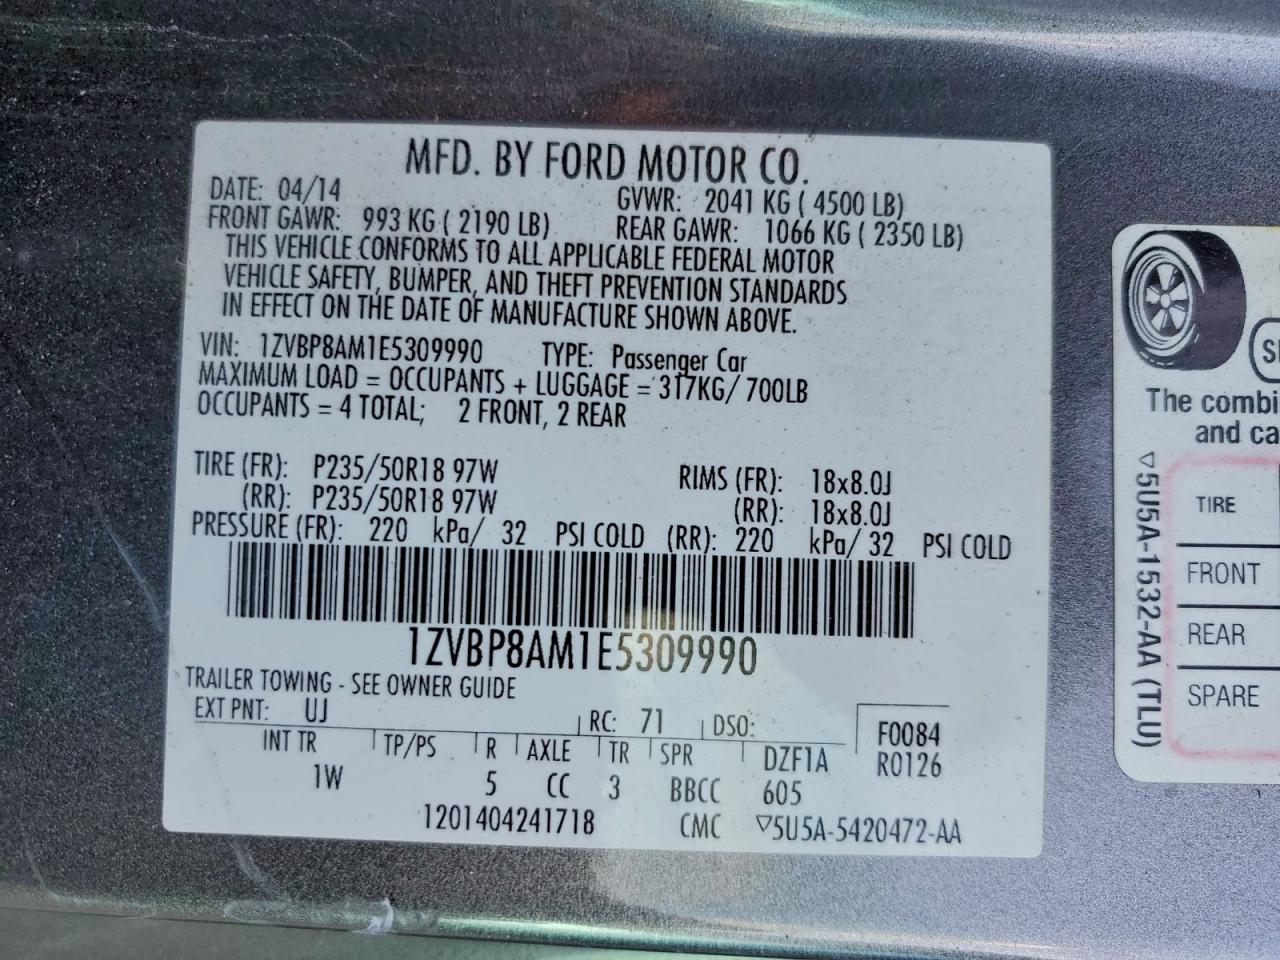 MFD. BY FORD MOTOR CO.
DATE: 04/14 GVWR: 2041 KG ( 4500 LB)
FRONT GAWR: 993 KG ( 2190 LB) REAR GAWR: 1066 KG ( 2350 LB)
THIS VEHICLE CONFORMS TO ALL APPLICABLE FEDERAL MOTOR
VEHICLE SAFETY, BUMPER, AND THEFT PREVENTION STANDARDS
IN EFFECT ON THE DATE OF MANUFACTURE SHOWN ABOVE.
VIN: 1ZVBP8AM1E5309990 TYPE: Passenger Car
MAXIMUM LOAD = OCCUPANTS + LUGGAGE = 317KG/ 700LB
OCCUPANTS = 4 TOTAL; 2 FRONT, 2 REAR
TIRE (FR): P235/50R18 97W RIMS (FR): 18x8.0J
(RR): P235/50R18 97W (RR): 18x8.0J
PRESSURE (FR): 220 kPa/ 32 PSI COLD (RR): 220 kPa/ 32 PSI COLD
1ZVBP8AM1E5309990
TRAILER TOWING - SEE OWNER GUIDE
EXT PNT: UJ RC: 71 DSO:
F0084
INT TR TP/PS R AXLE TR SPR DZF1A
R0126
1W 5 CC 3 BBCC 605
1201404241718 CMC ▽5U5A-5420472-AA
The combi
and ca
TIRE
FRONT
REAR
SPARE
▽5U5A-1532-AA (TLU)